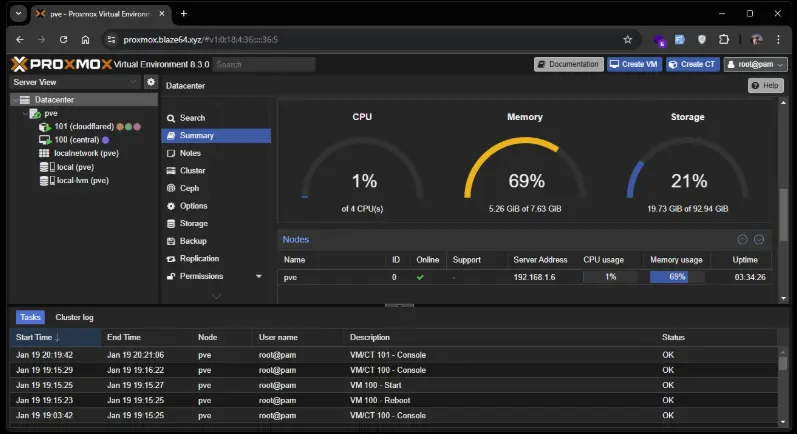 pve - Proxmox Virtual Environm
proxmox.blaze64.xyz/#v1:0:18:4:36:::::36:5
PROXMOX Virtual Environment 8.3.0 Search Documentation Create VM Create CT root@pam
Server View
Datacenter
Help
Datacenter
pve
101 (cloudflared)
100 (central)
localnetwork (pve)
local (pve)
local-lvm (pve)
Search
Summary
Notes
Cluster
Ceph
Options
Storage
Backup
Replication
Permissions
CPU Memory Storage
1% 69% 21%
of 4 CPU(s) 5.26 GiB of 7.63 GiB 19.73 GiB of 92.94 GiB
Nodes
Name ID Online Support Server Address CPU usage Memory usage Uptime
pve 0 - 192.168.1.6 1% 69% 03:34:26
Tasks Cluster log
Start Time End Time Node User name Description Status
Jan 19 20:19:42 Jan 19 20:21:06 pve root@pam VM/CT 101 - Console OK
Jan 19 19:15:29 Jan 19 19:16:22 pve root@pam VM/CT 100 - Console OK
Jan 19 19:15:25 Jan 19 19:15:27 pve root@pam VM 100 - Start OK
Jan 19 19:15:23 Jan 19 19:15:25 pve root@pam VM 100 - Reboot OK
Jan 19 19:03:42 Jan 19 19:15:25 pve root@pam VM/CT 100 - Console OK